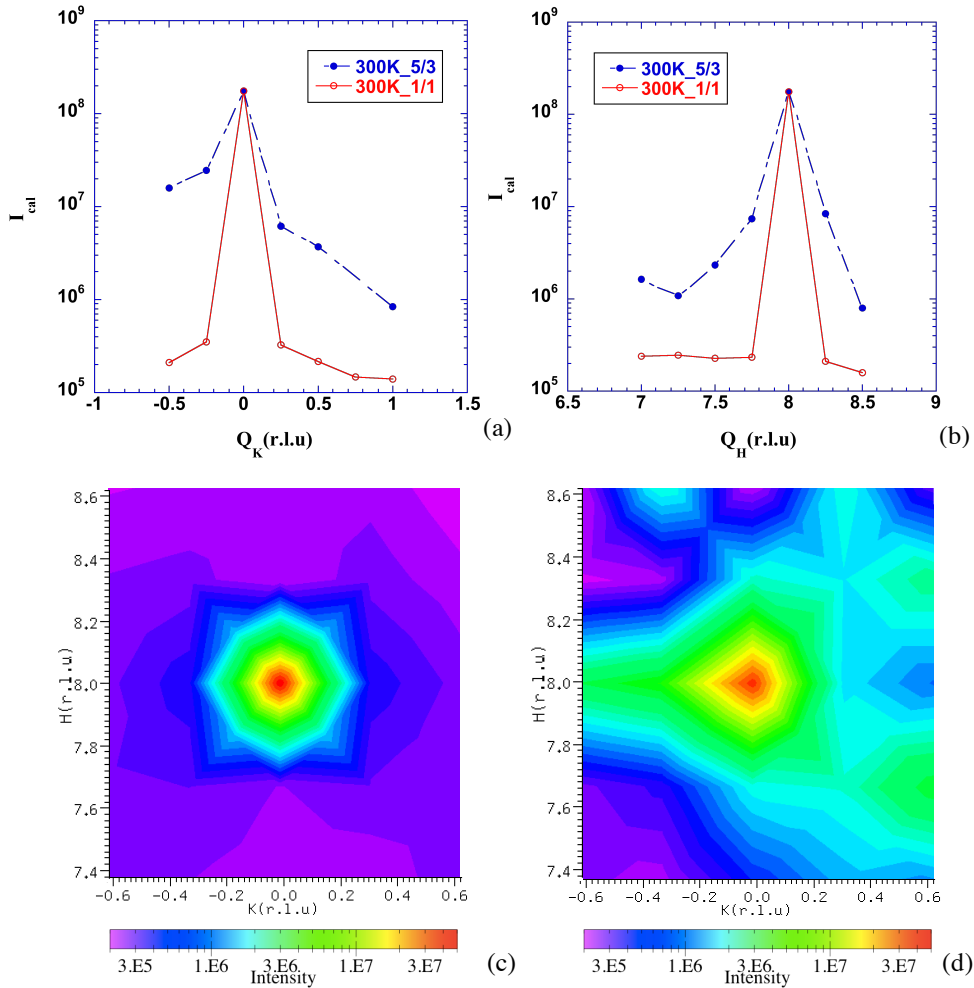 10^9
10^8
10^7
10^6
10^5
I_cal
300K_5/3
300K_1/1
-1 -0.5 0 0.5 1 1.5
Q_K(r.l.u)
(a)
10^9
10^8
10^7
10^6
10^5
I_cal
300K_5/3
300K_1/1
6.5 7 7.5 8 8.5 9
Q_H(r.l.u)
(b)
8.6
8.4
8.2
8.0
7.8
7.6
7.4
H(r.l.u)
-0.6 -0.4 -0.2 0.0 0.2 0.4 0.6
K(r.l.u)
3.E5 1.E6 3.E6 1.E7 3.E7
Intensity
(c)
8.6
8.4
8.2
8.0
7.8
7.6
7.4
H(r.l.u)
-0.6 -0.4 -0.2 0.0 0.2 0.4 0.6
K(r.l.u)
3.E5 1.E6 3.E6 1.E7 3.E7
Intensity
(d)